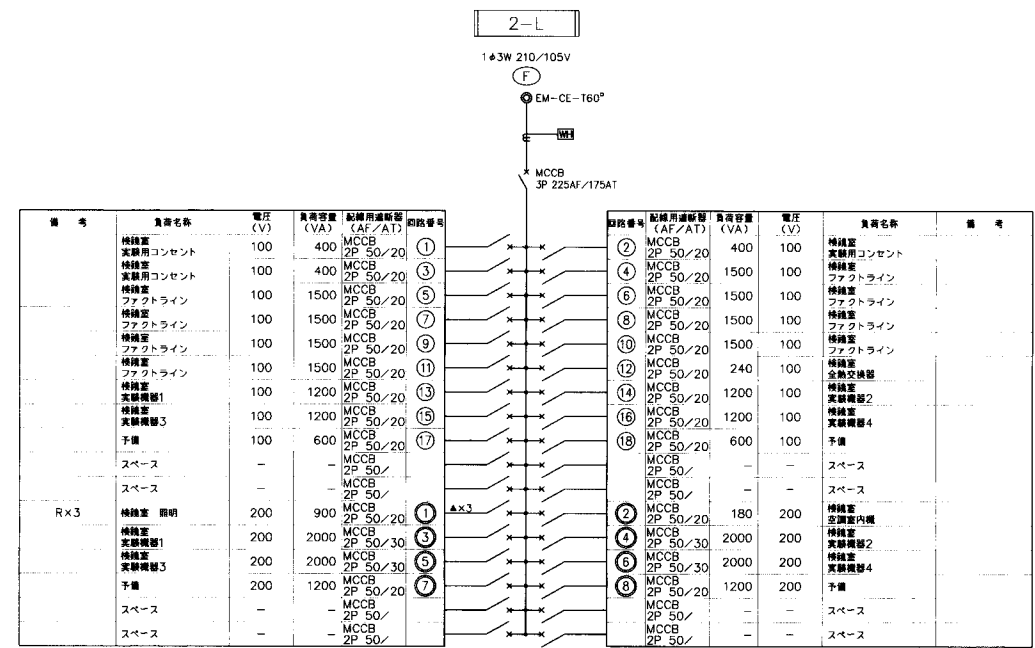 2-L
1φ3W 210/105V
F
EM-CE-T60°
WH
MCCB
3P 225AF/175AT
備 考 負荷名称 電圧(V) 負荷容量(VA) 配線用遮断器(AF/AT) 回路番号
検鏡室 実験用コンセント 100 400 MCCB 2P 50/20 1
検鏡室 実験用コンセント 100 400 MCCB 2P 50/20 3
検鏡室 ファクトライン 100 1500 MCCB 2P 50/20 5
検鏡室 ファクトライン 100 1500 MCCB 2P 50/20 7
検鏡室 ファクトライン 100 1500 MCCB 2P 50/20 9
検鏡室 ファクトライン 100 1500 MCCB 2P 50/20 11
検鏡室 実験機器1 100 1200 MCCB 2P 50/20 13
検鏡室 実験機器3 100 1200 MCCB 2P 50/20 15
予備 100 600 MCCB 2P 50/20 17
スペース - - MCCB 2P 50/
スペース - - MCCB 2P 50/
R×3 検鏡室 照明 200 900 MCCB 2P 50/20 1 ▲×3
検鏡室 実験機器1 200 2000 MCCB 2P 50/30 3
検鏡室 実験機器3 200 2000 MCCB 2P 50/30 5
予備 200 1200 MCCB 2P 50/20 7
スペース - - MCCB 2P 50/
スペース - - MCCB 2P 50/
回路番号 配線用遮断器(AF/AT) 負荷容量(VA) 電圧(V) 負荷名称 備 考
2 MCCB 2P 50/20 400 100 検鏡室 実験用コンセント
4 MCCB 2P 50/20 1500 100 検鏡室 ファクトライン
6 MCCB 2P 50/20 1500 100 検鏡室 ファクトライン
8 MCCB 2P 50/20 1500 100 検鏡室 ファクトライン
10 MCCB 2P 50/20 1500 100 検鏡室 ファクトライン
12 MCCB 2P 50/20 240 100 検鏡室 全熱交換器
14 MCCB 2P 50/20 1200 100 検鏡室 実験機器2
16 MCCB 2P 50/20 1200 100 検鏡室 実験機器4
18 MCCB 2P 50/20 600 100 予備
MCCB 2P 50/ - - スペース
MCCB 2P 50/ - - スペース
2 MCCB 2P 50/20 180 200 検鏡室 空調室内機
4 MCCB 2P 50/30 2000 200 検鏡室 実験機器2
6 MCCB 2P 50/30 2000 200 検鏡室 実験機器4
8 MCCB 2P 50/20 1200 200 予備
MCCB 2P 50/ - - スペース
MCCB 2P 50/ - - スペース